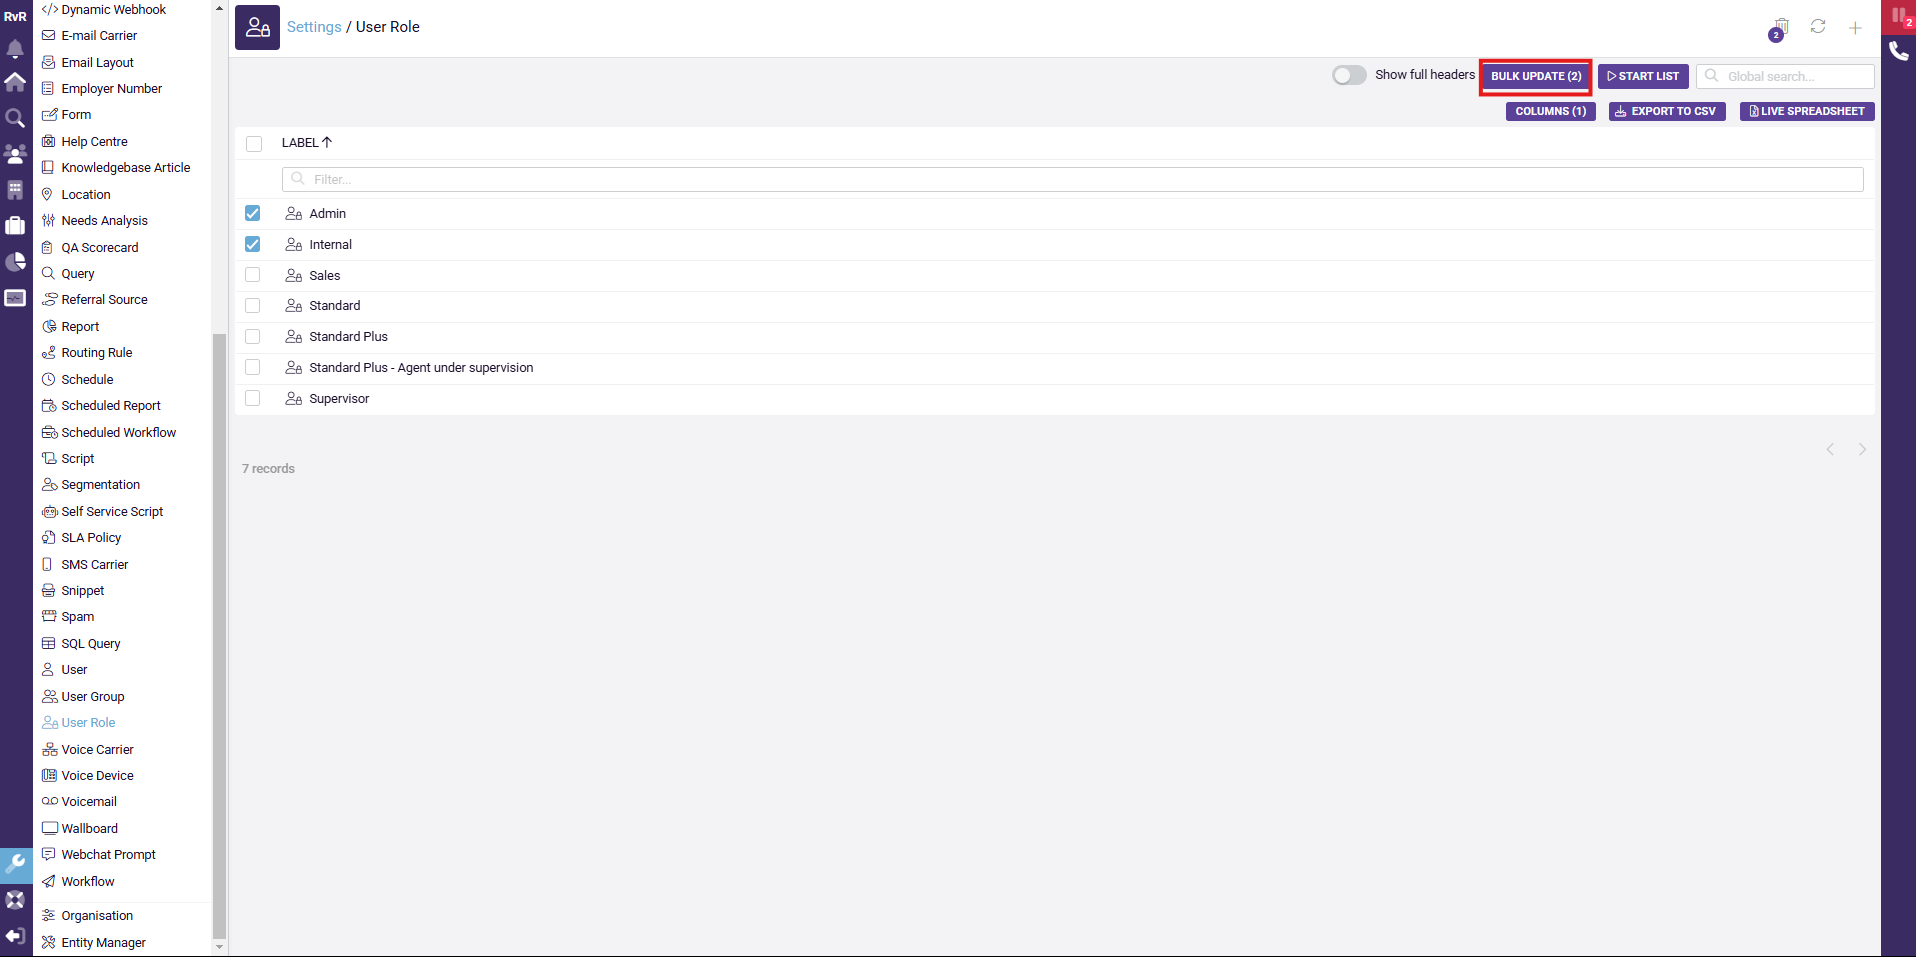 RvR
Dynamic Webhook
E-mail Carrier
Email Layout
Employer Number
Form
Help Centre
Knowledgebase Article
Location
Needs Analysis
QA Scorecard
Query
Referral Source
Report
Routing Rule
Schedule
Scheduled Report
Scheduled Workflow
Script
Segmentation
Self Service Script
SLA Policy
SMS Carrier
Snippet
Spam
SQL Query
User
User Group
User Role
Voice Carrier
Voice Device
Voicemail
Wallboard
Webchat Prompt
Workflow
Organisation
Entity Manager
Settings / User Role
2
2
Show full headers BULK UPDATE (2) START LIST Global search...
COLUMNS (1) EXPORT TO CSV LIVE SPREADSHEET
LABEL
Filter...
Admin
Internal
Sales
Standard
Standard Plus
Standard Plus - Agent under supervision
Supervisor
7 records